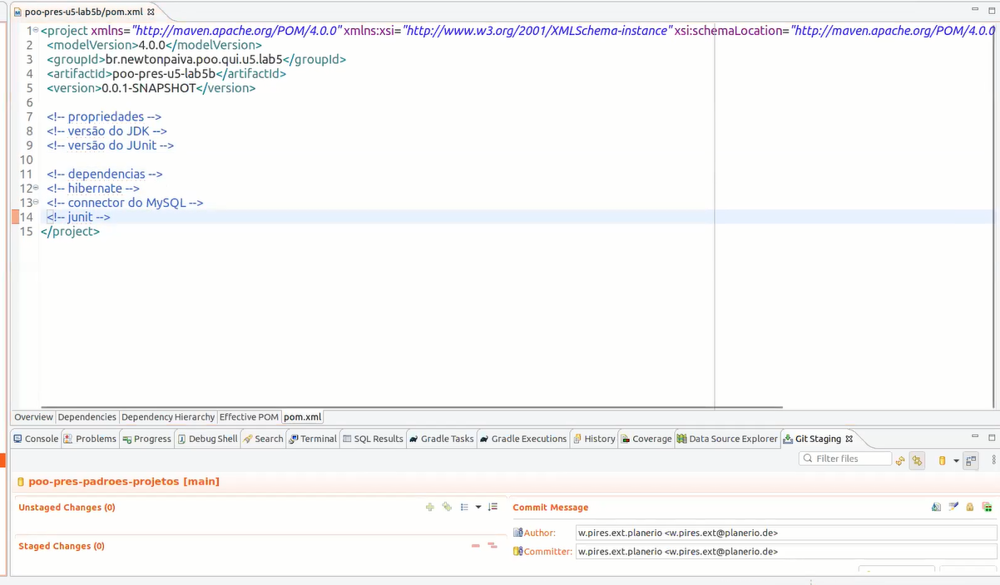 poo-pres-u5-lab5b/pom.xml
1 <project xmlns="http://maven.apache.org/POM/4.0.0" xmlns:xsi="http://www.w3.org/2001/XMLSchema-instance" xsi:schemaLocation="http://maven.apache.org/POM/4.0.0
2 <modelVersion>4.0.0</modelVersion>
3 <groupId>br.newtonpaiva.poo.qui.u5.lab5</groupId>
4 <artifactId>poo-pres-u5-lab5b</artifactId>
5 <version>0.0.1-SNAPSHOT</version>
6
7 <!-- propriedades -->
8 <!-- versão do JDK -->
9 <!-- versão do JUnit -->
10
11 <!-- dependencias -->
12 <!-- hibernate -->
13 <!-- connector do MySQL -->
14 <!-- junit -->
15 </project>
Overview Dependencies Dependency Hierarchy Effective POM pom.xml
Console Problems Progress Debug Shell Search Terminal SQL Results Gradle Tasks Gradle Executions History Coverage Data Source Explorer Git Staging
Filter files
poo-pres-padroes-projetos [main]
Unstaged Changes (0)
Staged Changes (0)
Commit Message
Author: w.pires.ext.planerio <w.pires.ext@planerio.de>
Committer: w.pires.ext.planerio <w.pires.ext@planerio.de>